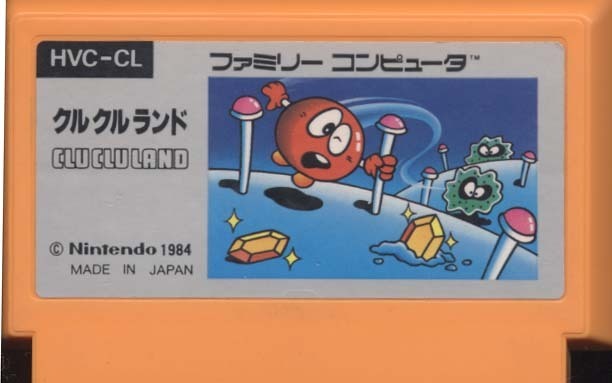 HVC-CL
ファミリー コンピュータ™
クルクルランド
CLU CLU LAND
© Nintendo 1984
MADE IN JAPAN